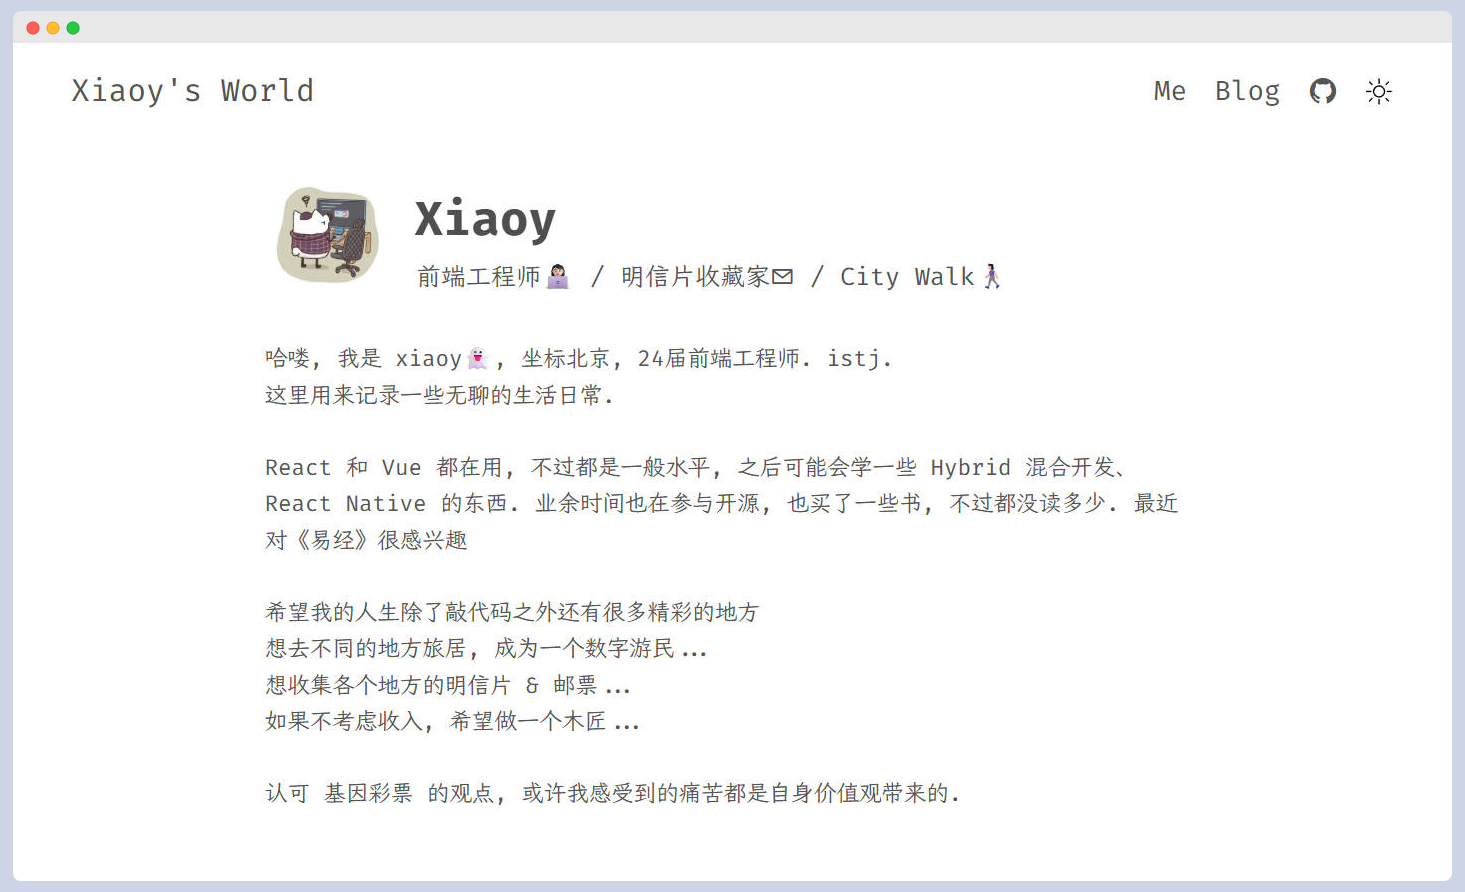 Xiaoy's World
Me Blog
Xiaoy
前端工程师👩🏻‍💻 / 明信片收藏家✉ / City Walk🚶🏻‍♀️
哈喽, 我是 xiaoy👻, 坐标北京, 24届前端工程师. istj.
这里用来记录一些无聊的生活日常.
React 和 Vue 都在用, 不过都是一般水平, 之后可能会学一些 Hybrid 混合开发、
React Native 的东西. 业余时间也在参与开源, 也买了一些书, 不过都没读多少. 最近
对《易经》很感兴趣
希望我的人生除了敲代码之外还有很多精彩的地方
想去不同的地方旅居, 成为一个数字游民...
想收集各个地方的明信片 & 邮票...
如果不考虑收入, 希望做一个木匠...
认可 基因彩票 的观点, 或许我感受到的痛苦都是自身价值观带来的.